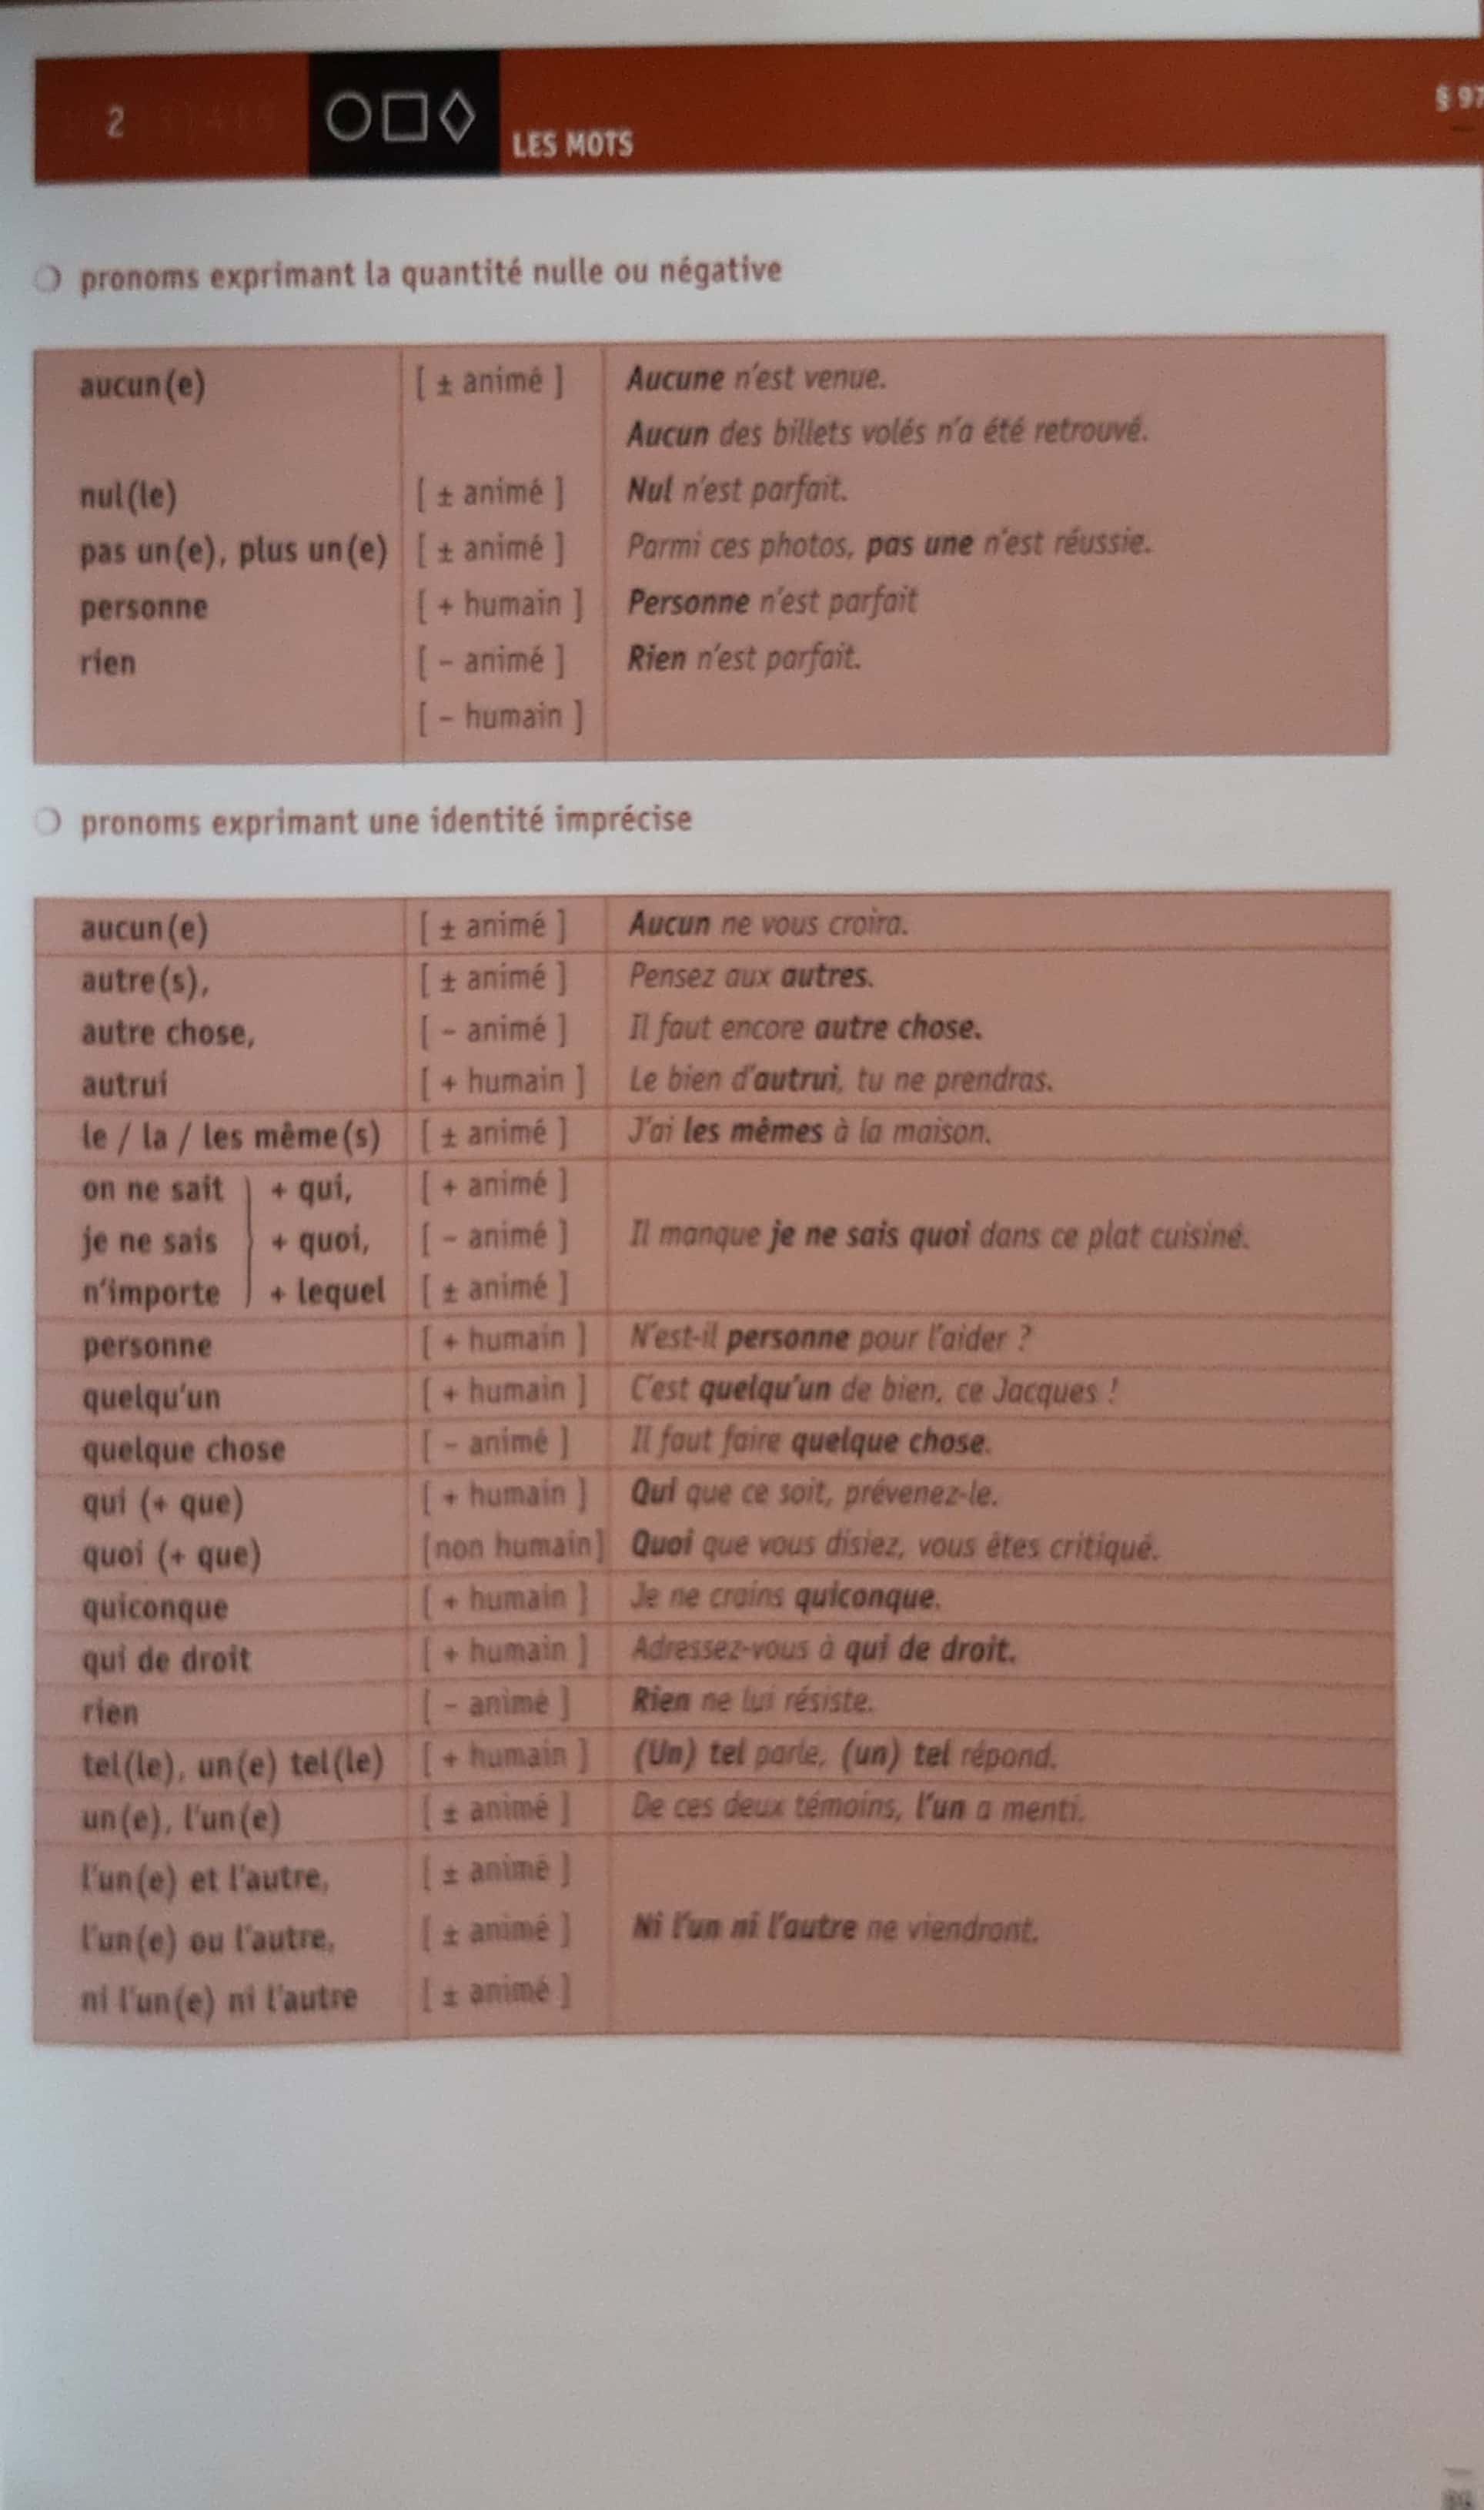 2
LES MOTS
§ 97
pronoms exprimant la quantité nulle ou négative
aucun(e) [ ± animé ] Aucune n'est venue.
Aucun des billets volés n'a été retrouvé.
nul(le) [ ± animé ] Nul n'est parfait.
pas un(e), plus un(e) [ ± animé ] Parmi ces photos, pas une n'est réussie.
personne [ + humain ] Personne n'est parfait
rien [ – animé ] Rien n'est parfait.
[ – humain ]
pronoms exprimant une identité imprécise
aucun(e) [ ± animé ] Aucun ne vous croira.
autre(s), [ ± animé ] Pensez aux autres.
autre chose, [ – animé ] Il faut encore autre chose.
autrui [ + humain ] Le bien d'autrui, tu ne prendras.
le / la / les même(s) [ ± animé ] J'ai les mêmes à la maison.
on ne sait + qui, [ + animé ]
je ne sais + quoi, [ – animé ] Il manque je ne sais quoi dans ce plat cuisiné.
n'importe + lequel [ ± animé ]
personne [ + humain ] N'est-il personne pour l'aider ?
quelqu'un [ + humain ] C'est quelqu'un de bien, ce Jacques !
quelque chose [ – animé ] Il faut faire quelque chose.
qui (+ que) [ + humain ] Qui que ce soit, prévenez-le.
quoi (+ que) [non humain] Quoi que vous disiez, vous êtes critiqué.
quiconque [ + humain ] Je ne crains quiconque.
qui de droit [ + humain ] Adressez-vous à qui de droit.
rien [ – animé ] Rien ne lui résiste.
tel(le), un(e) tel(le) [ + humain ] (Un) tel parle, (un) tel répond.
un(e), l'un(e) [ ± animé ] De ces deux témoins, l'un a menti.
l'un(e) et l'autre, [ ± animé ]
l'un(e) ou l'autre, [ ± animé ] Ni l'un ni l'autre ne viendront.
ni l'un(e) ni l'autre [ ± animé ]